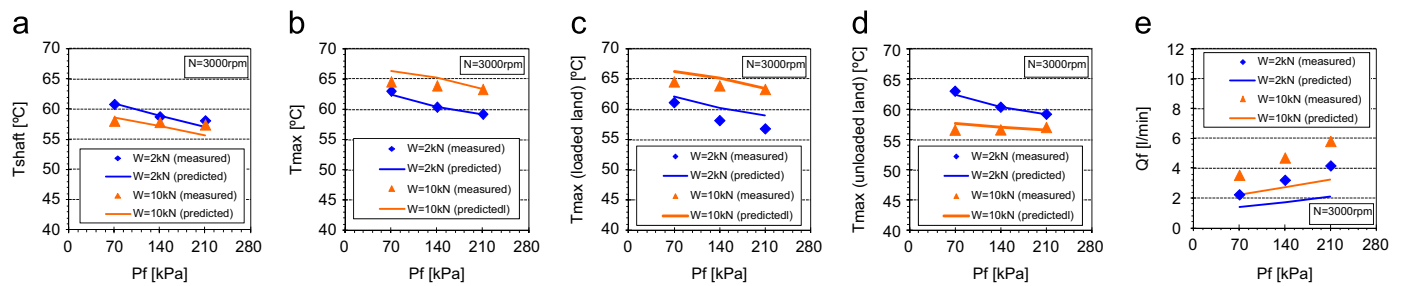 a
70
65
60
55
50
45
40
Tshaft [ºC]
N=3000rpm
W=2kN (measured)
W=2kN (predicted)
W=10kN (measured)
W=10kN (predicted)
0 70 140 210 280
Pf [kPa]
b
70
65
60
55
50
45
40
Tmax [ºC]
N=3000rpm
W=2kN (measured)
W=2kN (predicted)
W=10kN (measured)
W=10kN (predictedl)
0 70 140 210 280
Pf [kPa]
c
70
65
60
55
50
45
40
Tmax (loaded land) [ºC]
N=3000rpm
W=2kN (measured)
W=2kN (predicted)
W=10kN (measured)
W=10kN (predictedl)
0 70 140 210 280
Pf [kPa]
d
70
65
60
55
50
45
40
Tmax (unloaded land) [ºC]
N=3000rpm
W=2kN (measured)
W=2kN (predicted)
W=10kN (measured)
W=10kN (predictedl)
0 70 140 210 280
Pf [kPa]
e
12
10
8
6
4
2
0
Qf [l/min]
W=2kN (measured)
W=2kN (predicted)
W=10kN (measured)
W=10kN (predicted)
N=3000rpm
0 70 140 210 280
Pf [kPa]